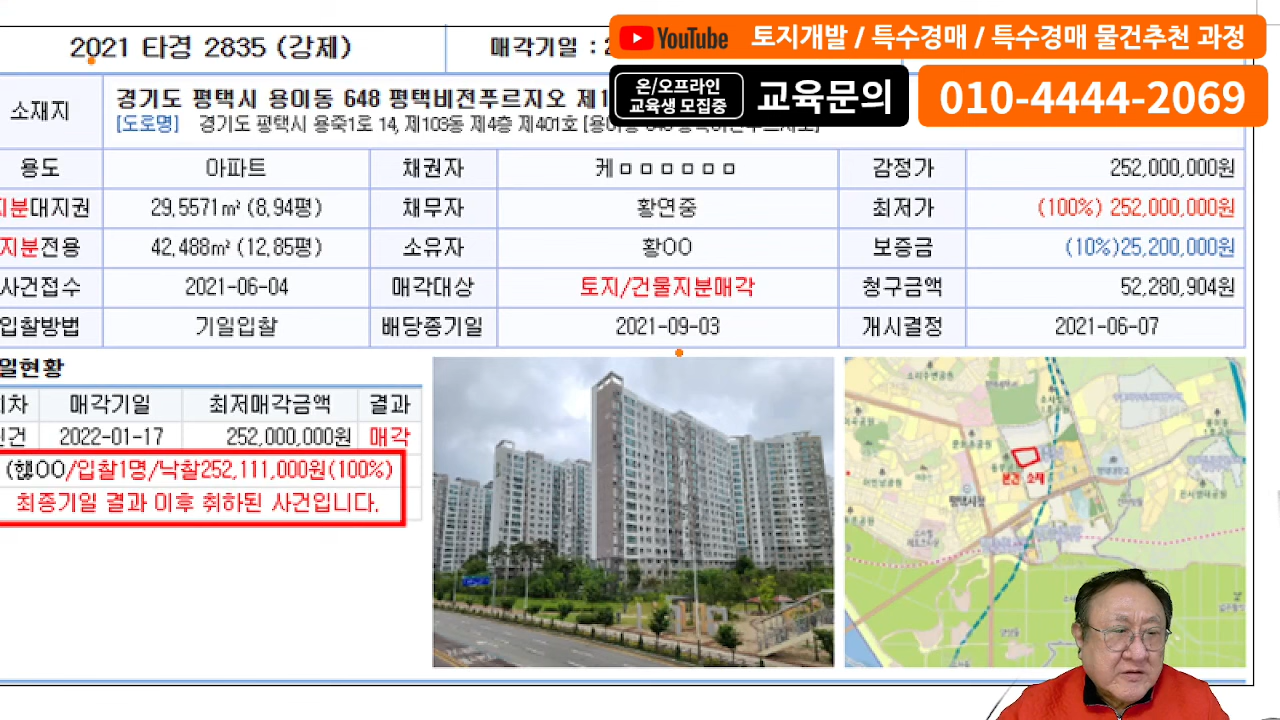 2021 타경 2835 (강제)
매각기일 :
YouTube 토지개발 / 특수경매 / 특수경매 물건추천 과정
온/오프라인
교육생 모집중
교육문의
010-4444-2069
소재지
경기도 평택시 용이동 648 평택비전푸르지오 제1
[도로명] 경기도 평택시 용죽1로 14, 제103동 제4층 제401호
용도 아파트 채권자 케ㅁㅁㅁㅁㅁㅁ 감정가 252,000,000원
지분대지권 29.5571㎡ (8.94평) 채무자 황연중 최저가 (100%) 252,000,000원
지분전용 42.488㎡ (12.85평) 소유자 황OO 보증금 (10%)25,200,000원
사건접수 2021-06-04 매각대상 토지/건물지분매각 청구금액 52,280,904원
입찰방법 기일입찰 배당종기일 2021-09-03 개시결정 2021-06-07
일현황
매각기일 최저매각금액 결과
2022-01-17 252,000,000원 매각
OO/입찰1명/낙찰252,111,000원(100%)
최종기일 결과 이후 취하된 사건입니다.
평택시청
본건 소재